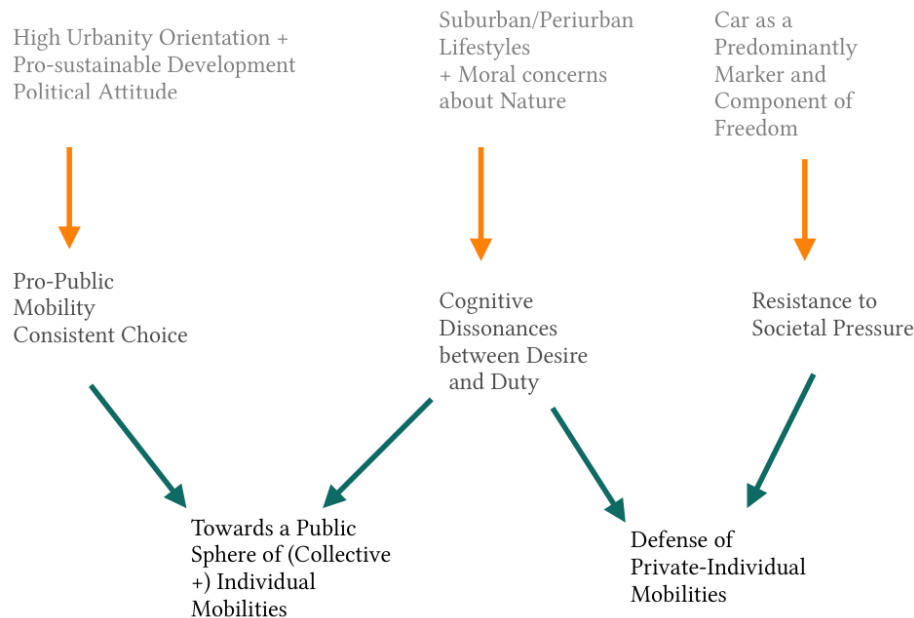 High Urbanity Orientation +
Pro-sustainable Development
Political Attitude
Suburban/Periurban
Lifestyles
+ Moral concerns
about Nature
Car as a
Predominantly
Marker and
Component of
Freedom
Pro-Public
Mobility
Consistent Choice
Cognitive
Dissonances
between Desire
and Duty
Resistance to
Societal Pressure
Towards a Public
Sphere of (Collective
+) Individual
Mobilities
Defense of
Private-Individual
Mobilities